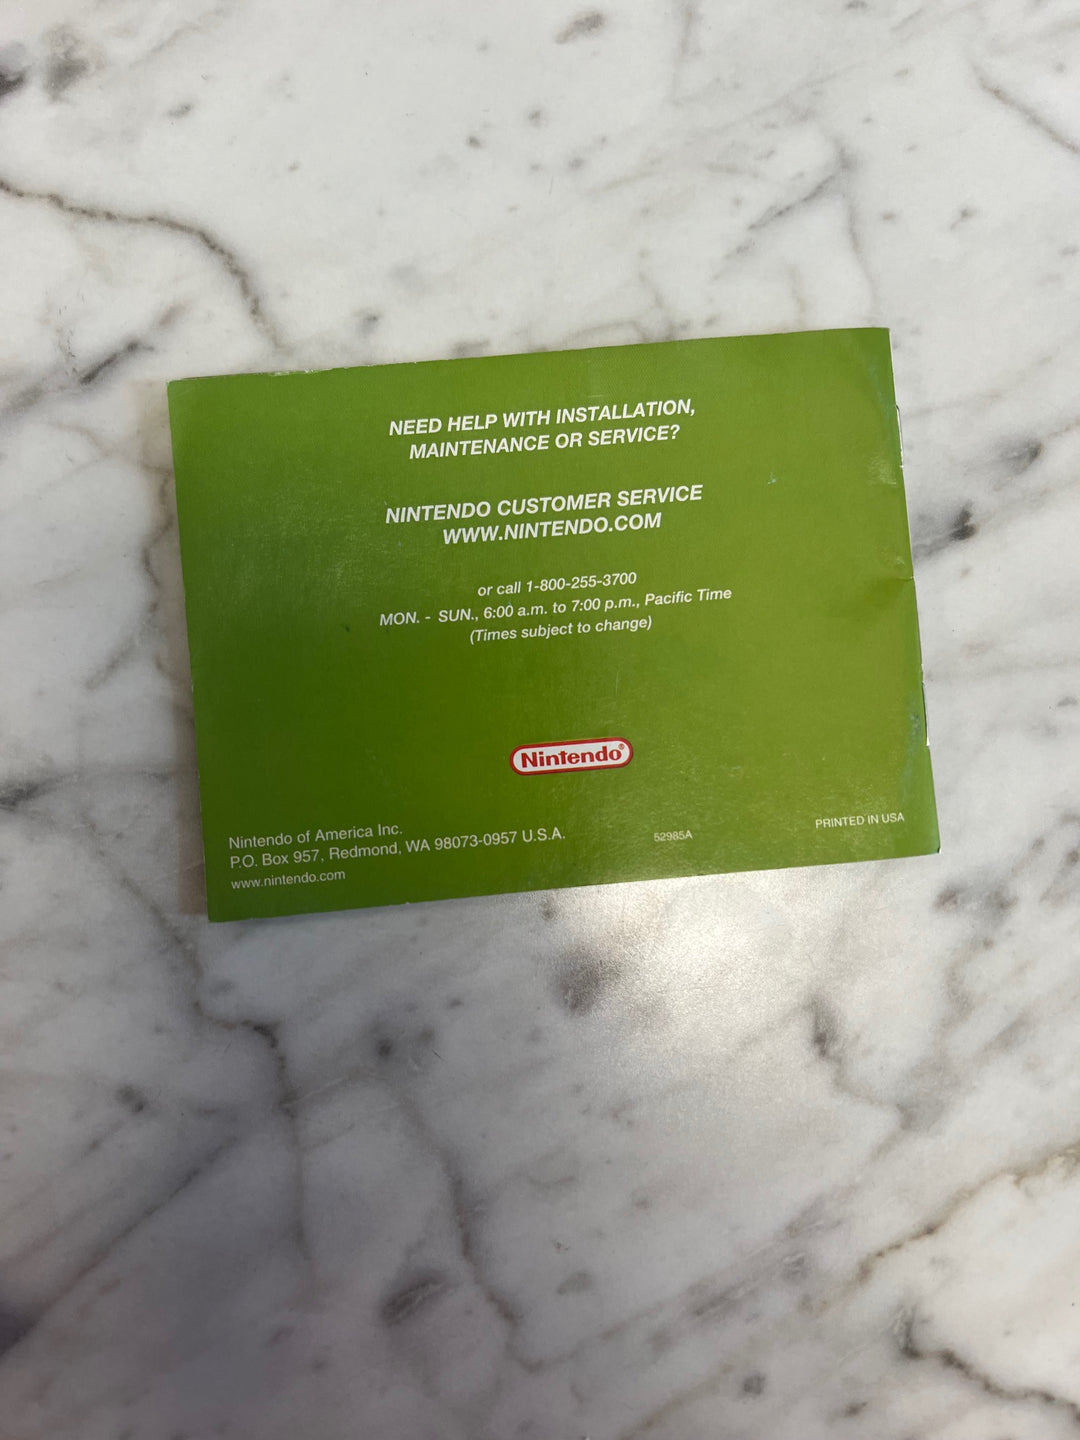 NEED HELP WITH INSTALLATION,
MAINTENANCE OR SERVICE?
NINTENDO CUSTOMER SERVICE
WWW.NINTENDO.COM
or call 1-800-255-3700
MON. - SUN., 6:00 a.m. to 7:00 p.m., Pacific Time
(Times subject to change)
Nintendo®
Nintendo of America Inc.
P.O. Box 957, Redmond, WA 98073-0957 U.S.A.
www.nintendo.com
52985A
PRINTED IN USA